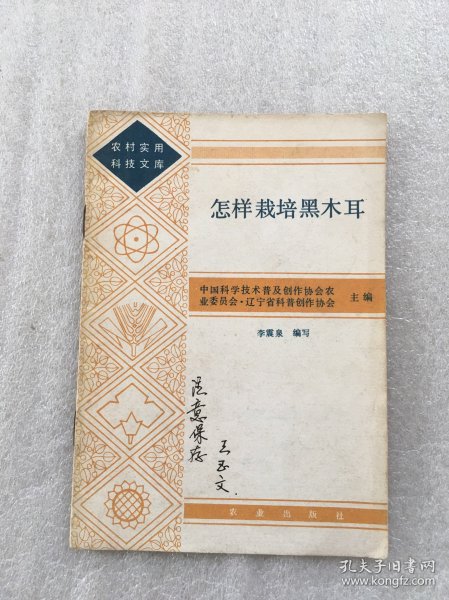 农村实用
科技文库
怎样栽培黑木耳
中国科学技术普及创作协会农
业委员会·辽宁省科普创作协会
主编
李震泉 编写
注意保存
王玉文.
农业出版社
孔夫子旧书网
www.kongfz.com